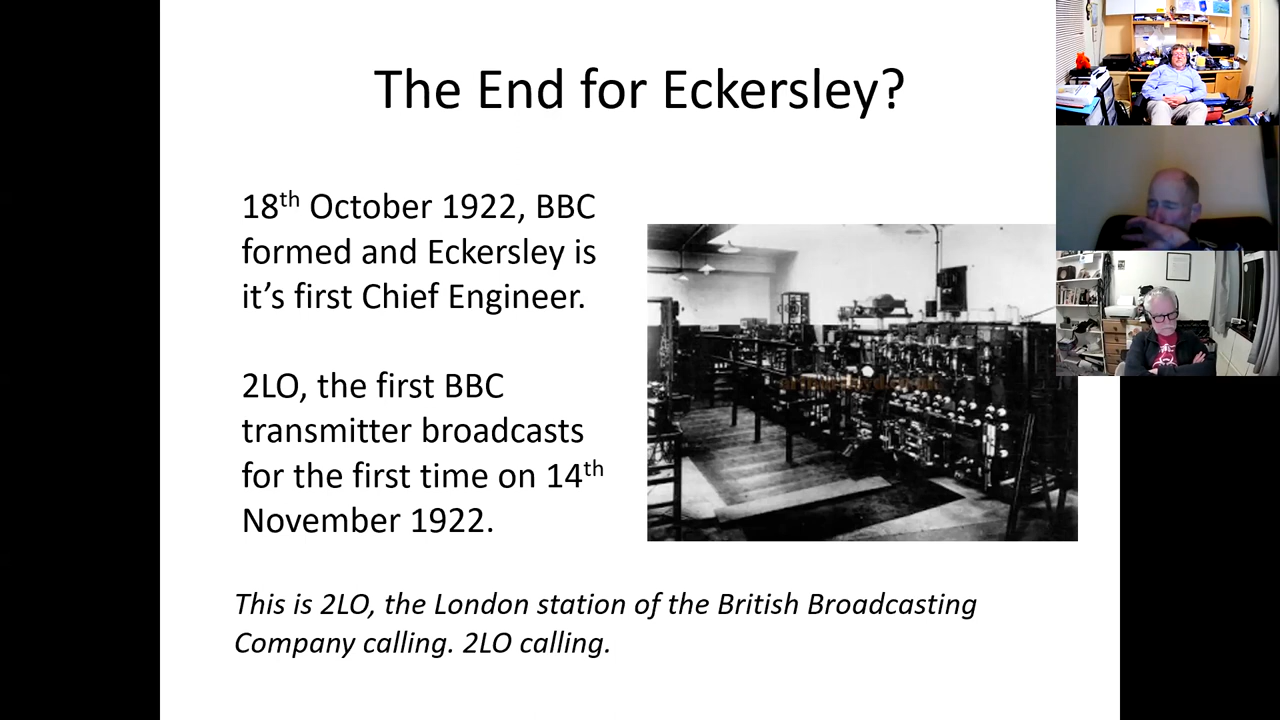 The End for Eckersley?
18th October 1922, BBC
formed and Eckersley is
it’s first Chief Engineer.
2LO, the first BBC
transmitter broadcasts
for the first time on 14th
November 1922.
This is 2LO, the London station of the British Broadcasting
Company calling. 2LO calling.